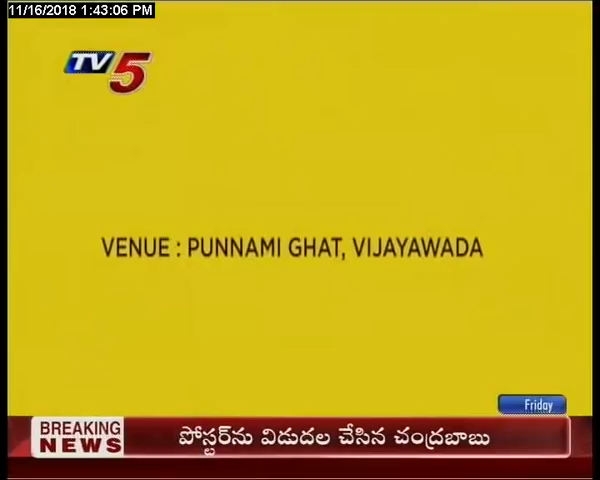 11/16/2018 1:43:06 PM
TV5
VENUE : PUNNAMI GHAT, VIJAYAWADA
Friday
BREAKING
NEWS
పోస్టర్‌ను విడుదల చేసిన చంద్రబాబు